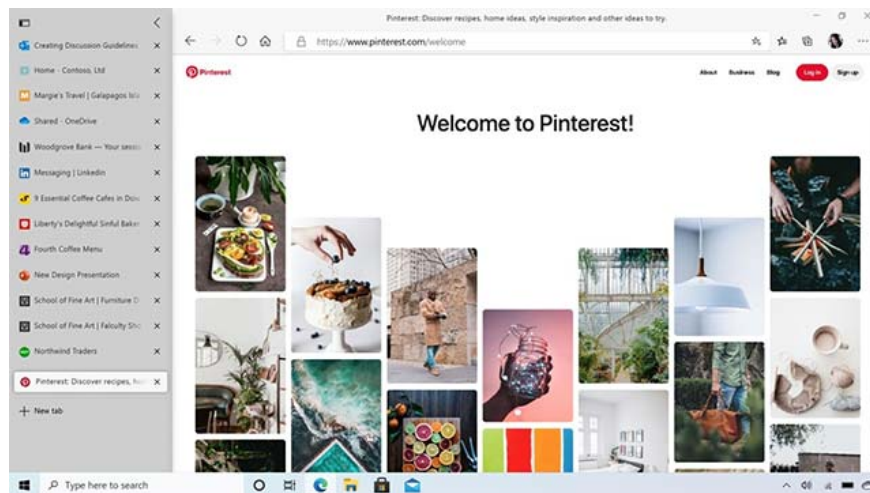 Pinterest: Discover recipes, home ideas, style inspiration and other ideas to try.
https://www.pinterest.com/welcome
Creating Discussion Guidelines
Home - Contoso, Ltd
Margie's Travel | Galapagos Isla
Shared - OneDrive
Woodgrove Bank — Your sessio
Messaging | Linkedin
9 Essential Coffee Cafes in Dow
Liberty's Delightful Sinful Baker
Fourth Coffee Menu
New Design Presentation
School of Fine Art | Furniture D
School of Fine Art | Falculty Sho
Northwind Traders
Pinterest: Discover recipes, hom
New tab
Pinterest
About Business Blog Log in Sign up
Welcome to Pinterest!
Type here to search